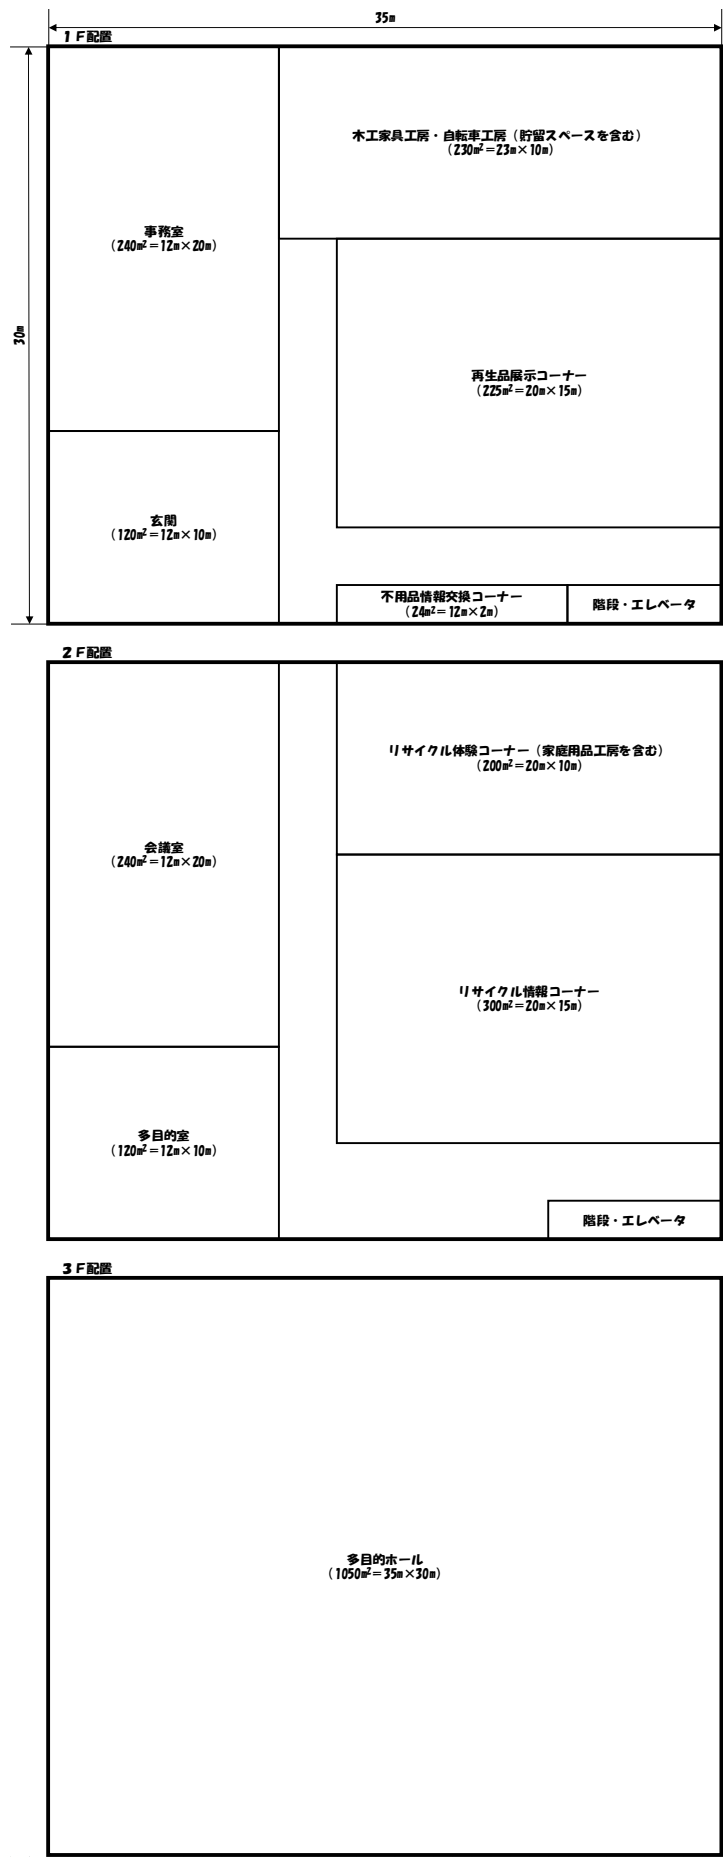 35m
1F配置
30m
木工家具工房・自転車工房（貯留スペースを含む）
（230m²＝23m×10m）
事務室
（240m²＝12m×20m）
再生品展示コーナー
（225m²＝20m×15m）
玄関
（120m²＝12m×10m）
不用品情報交換コーナー
（24m²＝12m×2m）
階段・エレベータ
2F配置
リサイクル体験コーナー（家庭用品工房を含む）
（200m²＝20m×10m）
会議室
（240m²＝12m×20m）
リサイクル情報コーナー
（300m²＝20m×15m）
多目的室
（120m²＝12m×10m）
階段・エレベータ
3F配置
多目的ホール
（1050m²＝35m×30m）